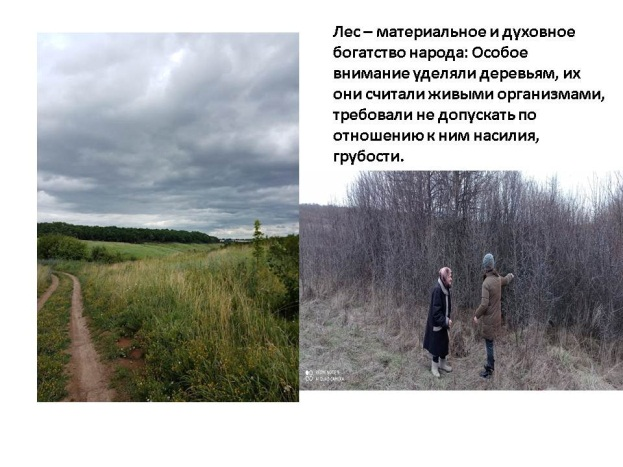 Лес – материальное и духовное
богатство народа: Особое
внимание уделяли деревьям, их
они считали живыми организмами,
требовали не допускать по
отношению к ним насилия,
грубости.